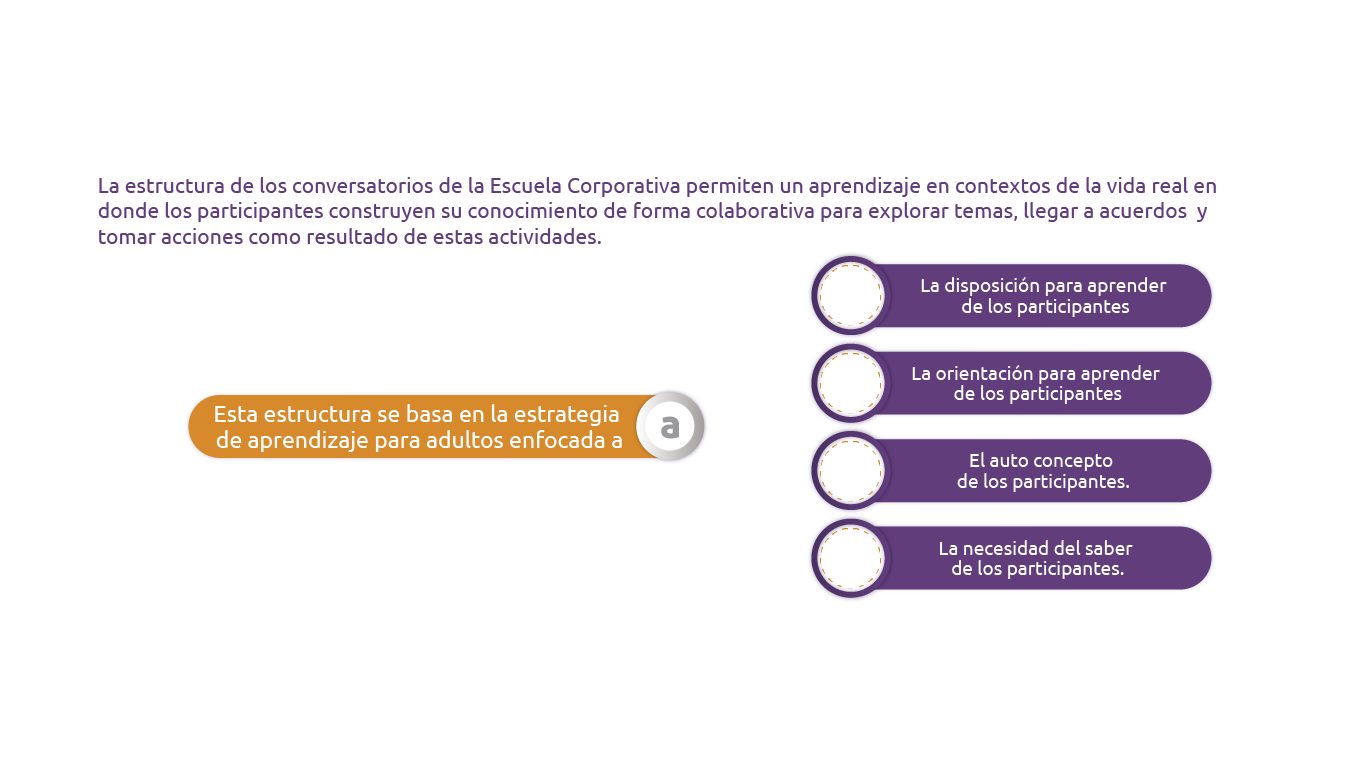 La estructura de los conversatorios de la Escuela Corporativa permiten un aprendizaje en contextos de la vida real en
donde los participantes construyen su conocimiento de forma colaborativa para explorar temas, llegar a acuerdos y
tomar acciones como resultado de estas actividades.
Esta estructura se basa en la estrategia
de aprendizaje para adultos enfocada a
a
La disposición para aprender
de los participantes
La orientación para aprender
de los participantes
El auto concepto
de los participantes.
La necesidad del saber
de los participantes.